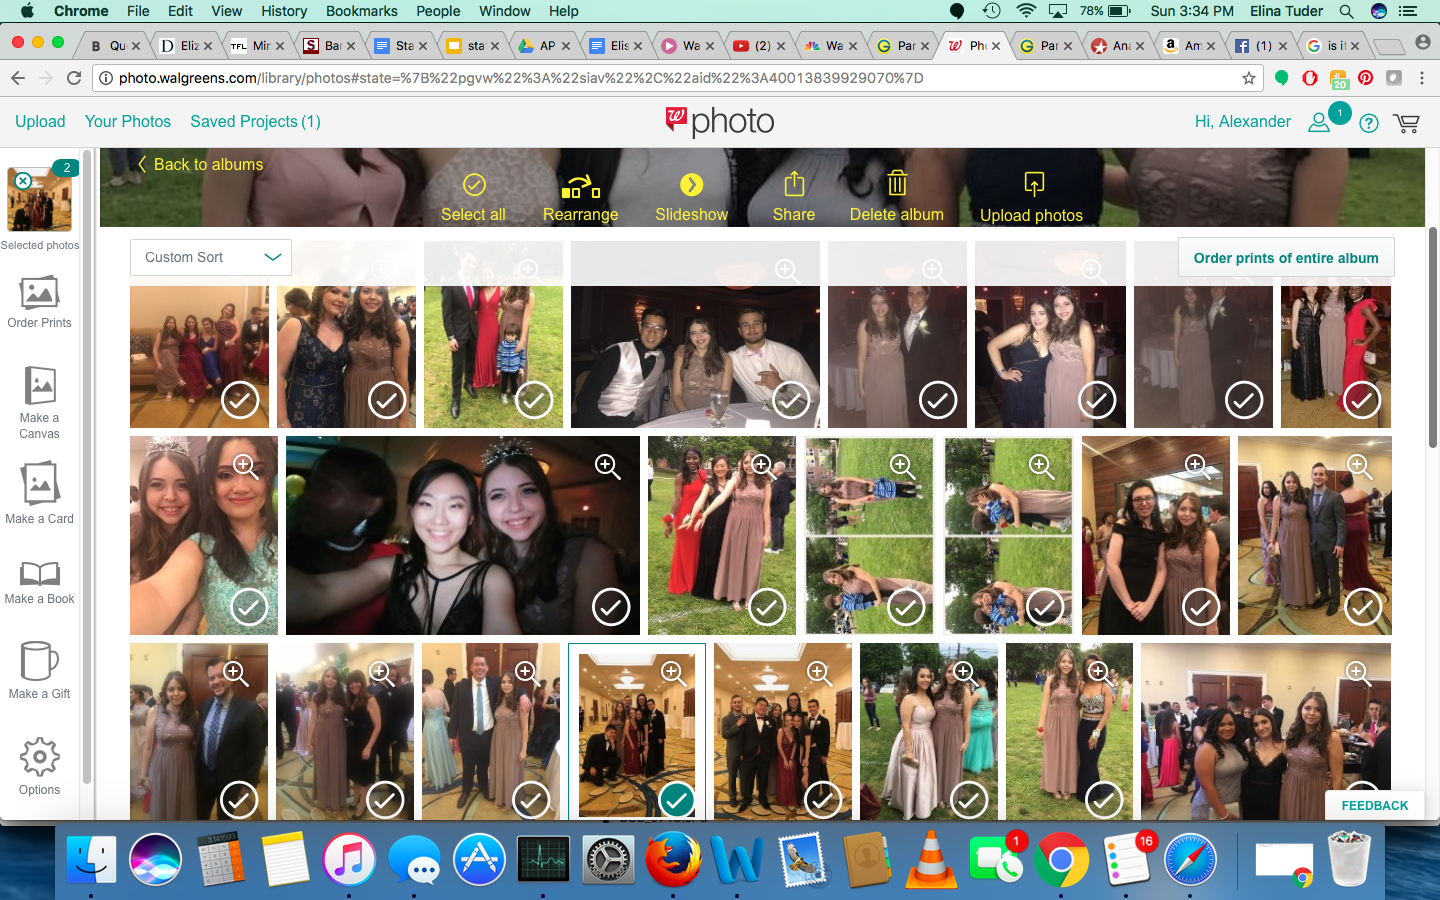 Chrome File Edit View History Bookmarks People Window Help 78% Sun 3:34 PM Elina Tuder
B Qu Eliz TFL Mir S Bar Sta sta AP Elis Wa (2) Wa Par Pho Par Ana Am (1) is if
photo.walgreens.com/library/photos#state=%7B%22pgvw%22%3A%22siav%22%2C%22aid%22%3A40013839929070%7D
20
Upload Your Photos Saved Projects (1)
photo
Hi, Alexander 1
2
Selected photos
Order Prints
Make a
Canvas
Make a Card
Make a Book
Make a Gift
Options
Back to albums
Select all Rearrange Slideshow Share Delete album Upload photos
Custom Sort
Order prints of entire album
FEEDBACK
3.141593
1
16